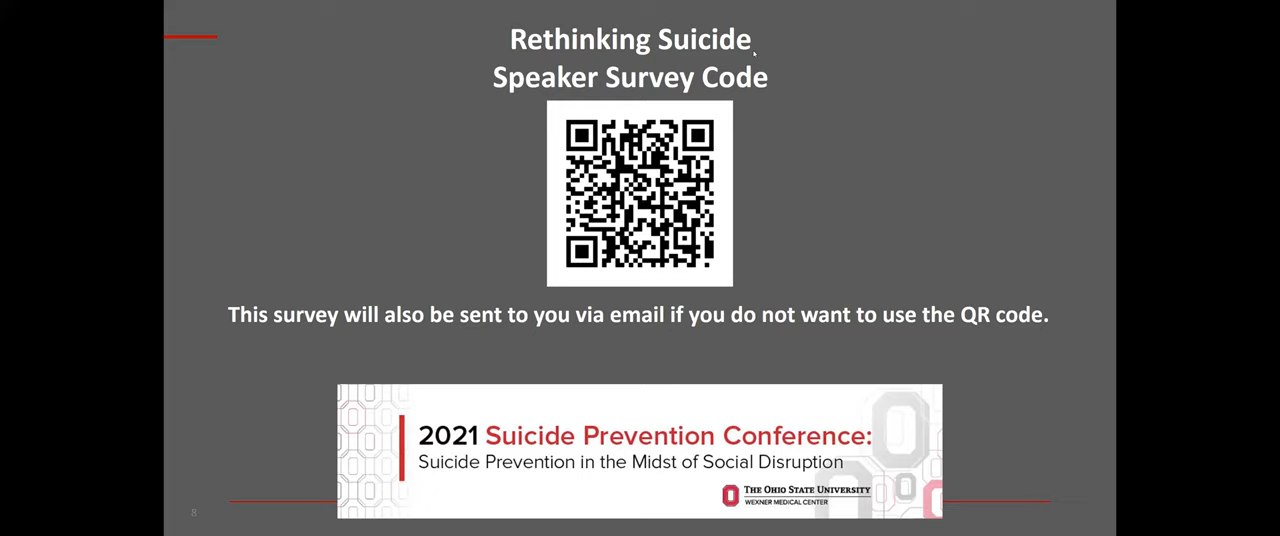 Rethinking Suicide
Speaker Survey Code
This survey will also be sent to you via email if you do not want to use the QR code.
2021 Suicide Prevention Conference:
Suicide Prevention in the Midst of Social Disruption
THE OHIO STATE UNIVERSITY
WEXNER MEDICAL CENTER
8